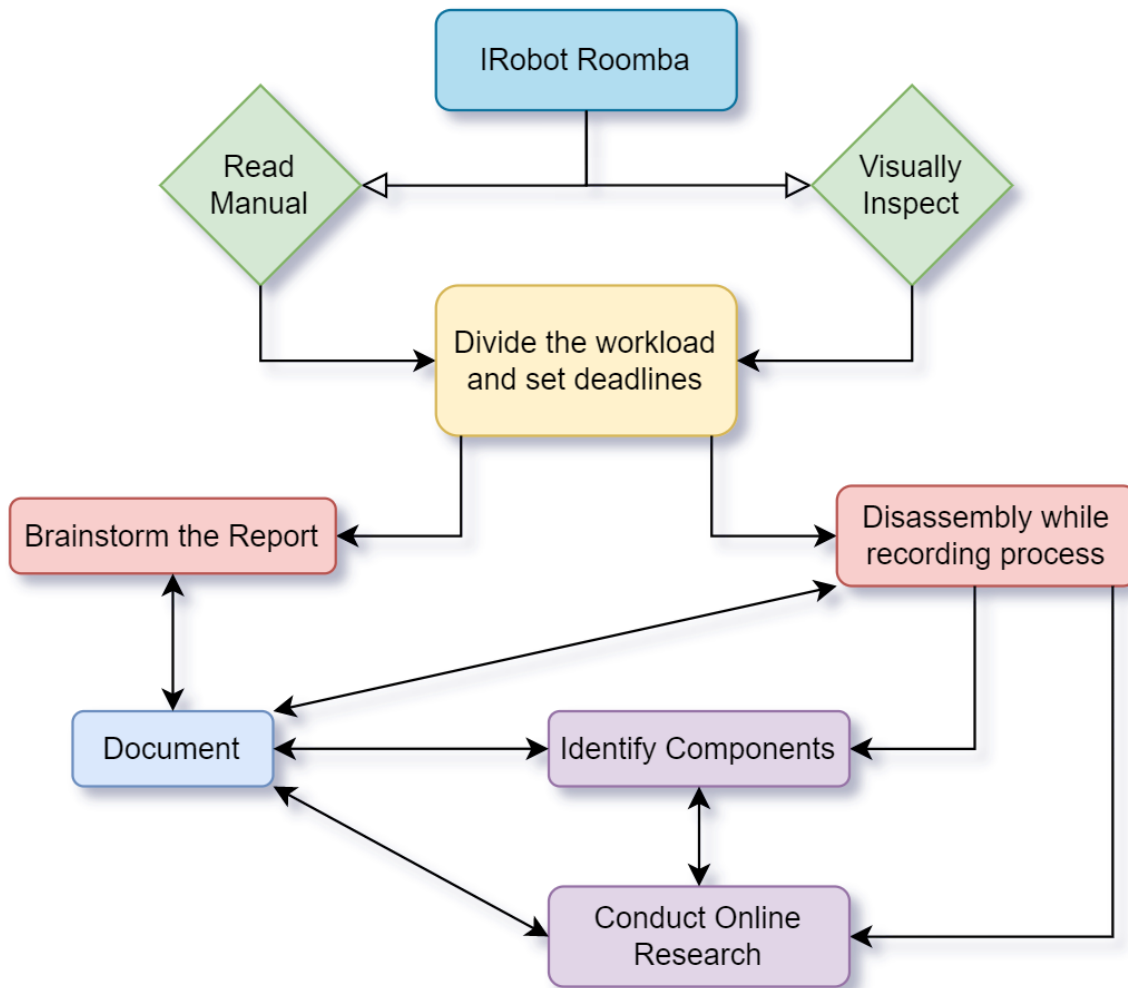 IRobot Roomba
Read
Manual
Visually
Inspect
Divide the workload
and set deadlines
Brainstorm the Report
Disassembly while
recording process
Document
Identify Components
Conduct Online
Research